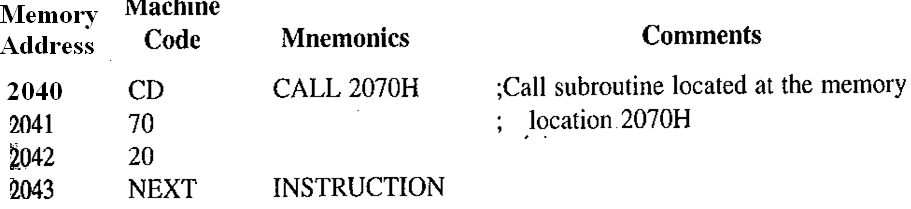 Memory Address Machine Code Mnemonics Comments
2040 CD CALL 2070H ;Call subroutine located at the memory
2041 70 ; location 2070H
2042 20
2043 NEXT INSTRUCTION